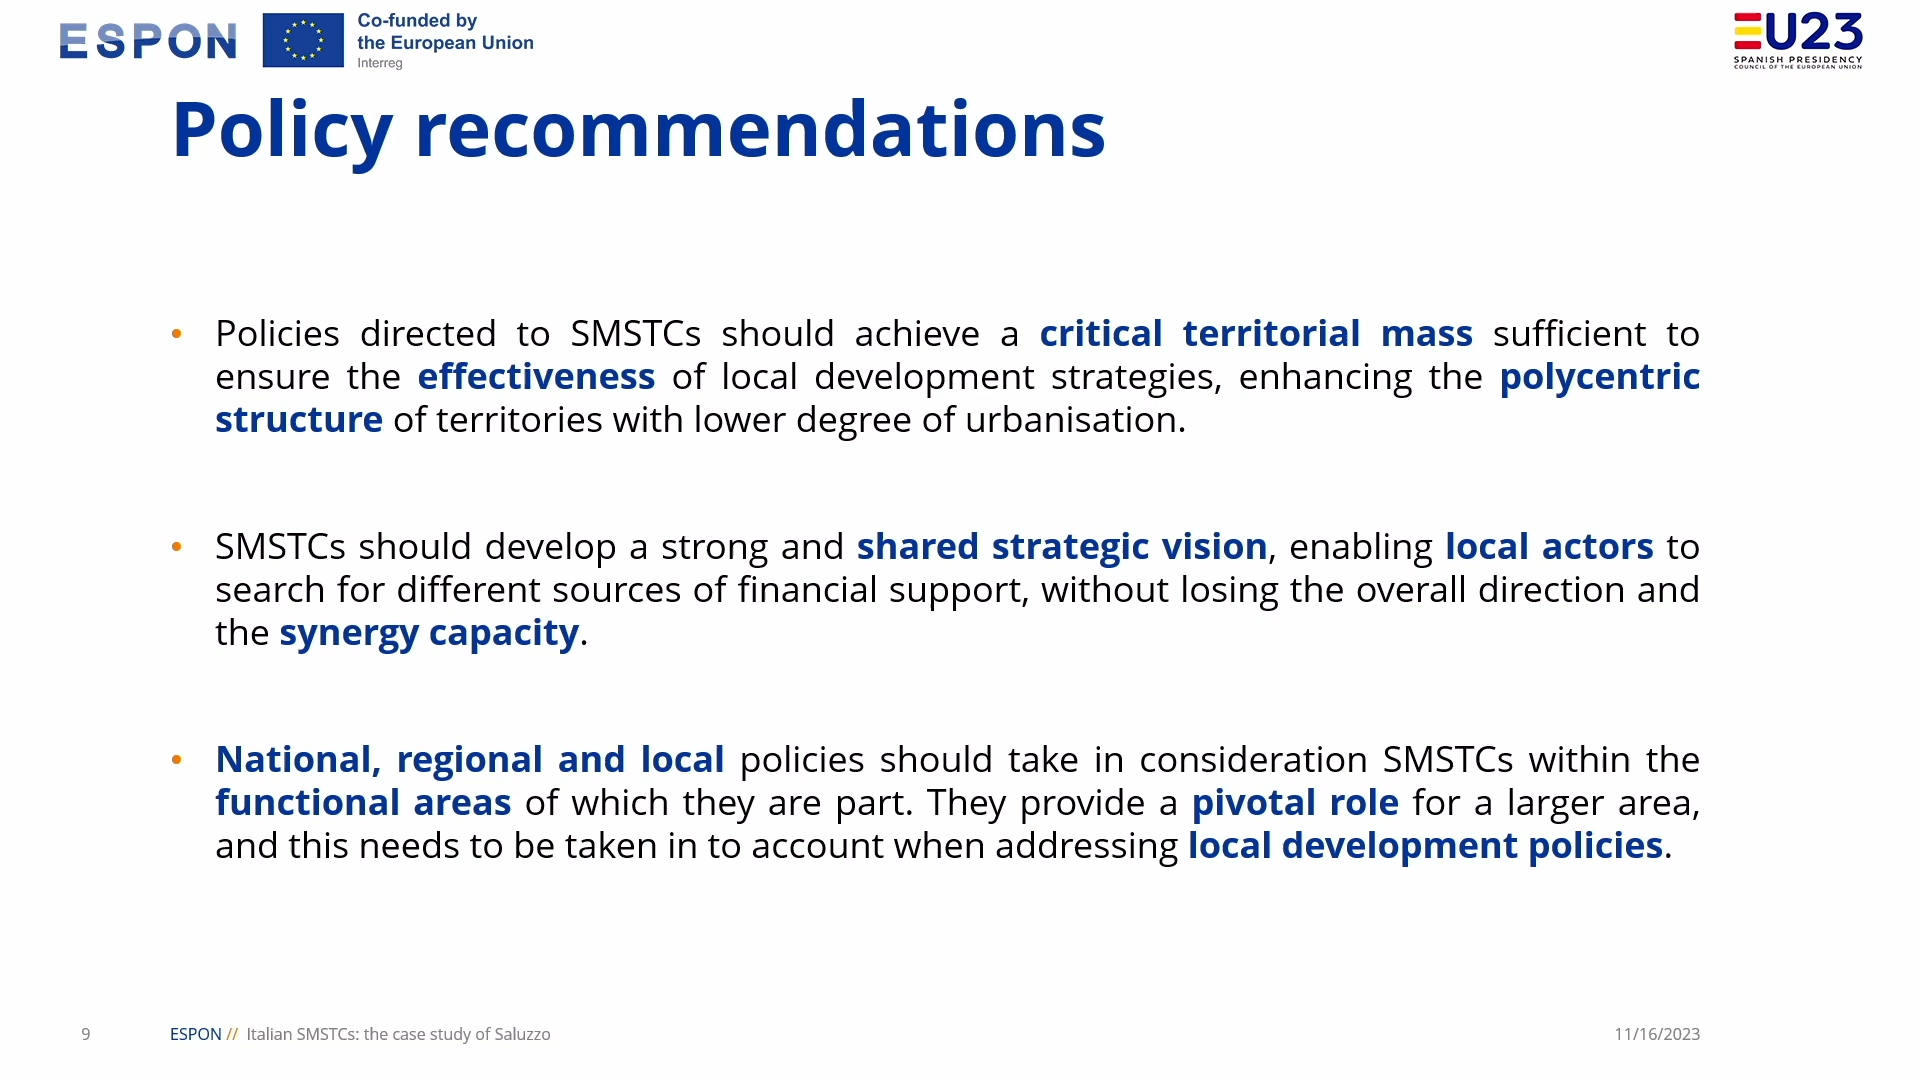 ESPON
Co-funded by
the European Union
Interreg
EU23
SPANISH PRESIDENCY
COUNCIL OF THE EUROPEAN UNION
Policy recommendations
• Policies directed to SMSTCs should achieve a critical territorial mass sufficient to
ensure the effectiveness of local development strategies, enhancing the polycentric
structure of territories with lower degree of urbanisation.
• SMSTCs should develop a strong and shared strategic vision, enabling local actors to
search for different sources of financial support, without losing the overall direction and
the synergy capacity.
• National, regional and local policies should take in consideration SMSTCs within the
functional areas of which they are part. They provide a pivotal role for a larger area,
and this needs to be taken in to account when addressing local development policies.
9 ESPON // Italian SMSTCs: the case study of Saluzzo 11/16/2023